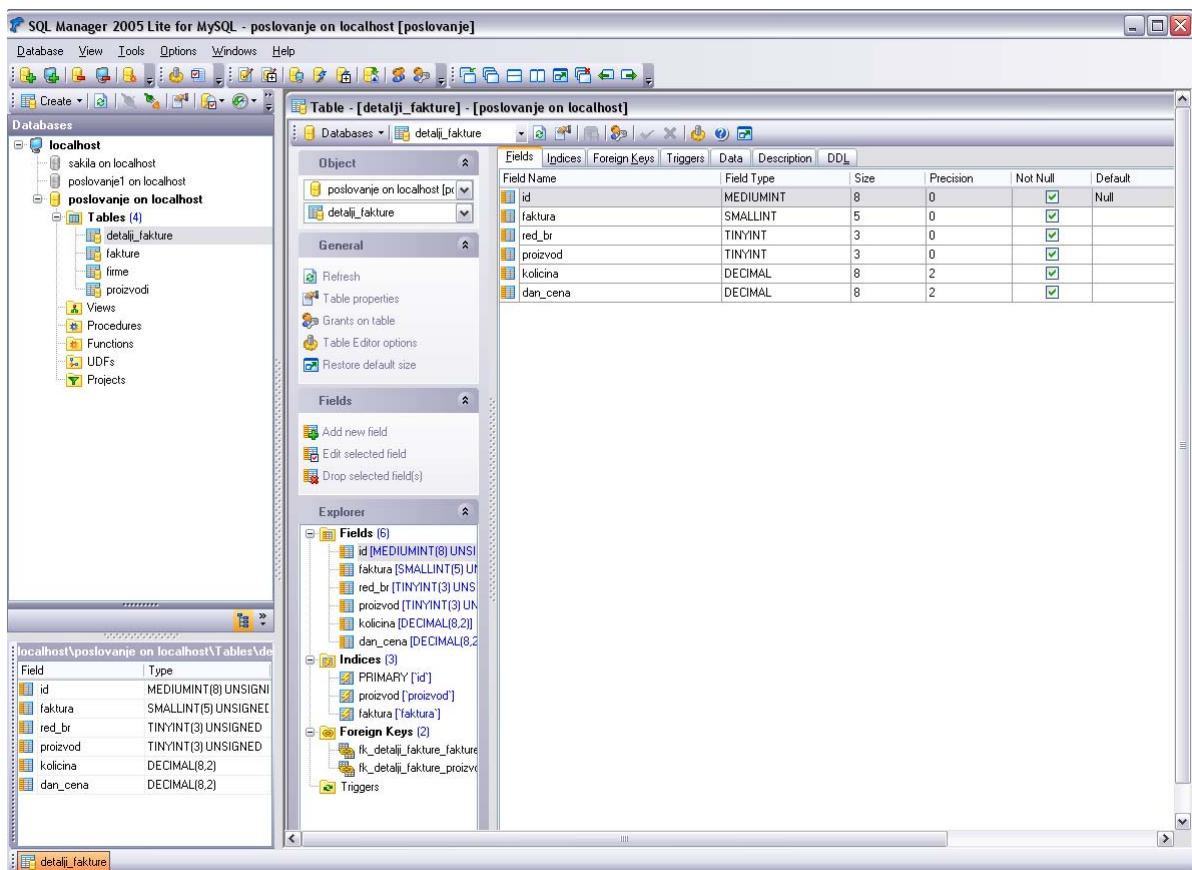 SQL Manager 2005 Lite for MySQL - poslovanje on localhost [poslovanje]
Database View Tools Options Windows Help
Create
Databases
localhost
sakila on localhost
poslovanje1 on localhost
poslovanje on localhost
Tables (4)
detalji_fakture
fakture
firme
proizvodi
Views
Procedures
Functions
UDFs
Projects
localhost\poslovanje on localhost\Tables\de
Field Type
id MEDIUMINT(8) UNSIGNI
faktura SMALLINT(5) UNSIGNED
red_br TINYINT(3) UNSIGNED
proizvod TINYINT(3) UNSIGNED
kolicina DECIMAL(8,2)
dan_cena DECIMAL(8,2)
Table - [detalji_fakture] - [poslovanje on localhost]
Databases detalji_fakture
Object
poslovanje on localhost [po
detalji_fakture
General
Refresh
Table properties
Grants on table
Table Editor options
Restore default size
Fields
Add new field
Edit selected field
Drop selected field(s)
Explorer
Fields (6)
id [MEDIUMINT(8) UNSI
faktura [SMALLINT(5) UN
red_br [TINYINT(3) UNS
proizvod [TINYINT(3) UN
kolicina [DECIMAL(8,2)]
dan_cena [DECIMAL(8,2
Indices (3)
PRIMARY [`id`]
proizvod [`proizvod`]
faktura [`faktura`]
Foreign Keys (2)
fk_detalji_fakture_fakture
fk_detalji_fakture_proizvo
Triggers
Fields Indices Foreign Keys Triggers Data Description DDL
Field Name Field Type Size Precision Not Null Default
id MEDIUMINT 8 0 Null
faktura SMALLINT 5 0
red_br TINYINT 3 0
proizvod TINYINT 3 0
kolicina DECIMAL 8 2
dan_cena DECIMAL 8 2
detalji_fakture